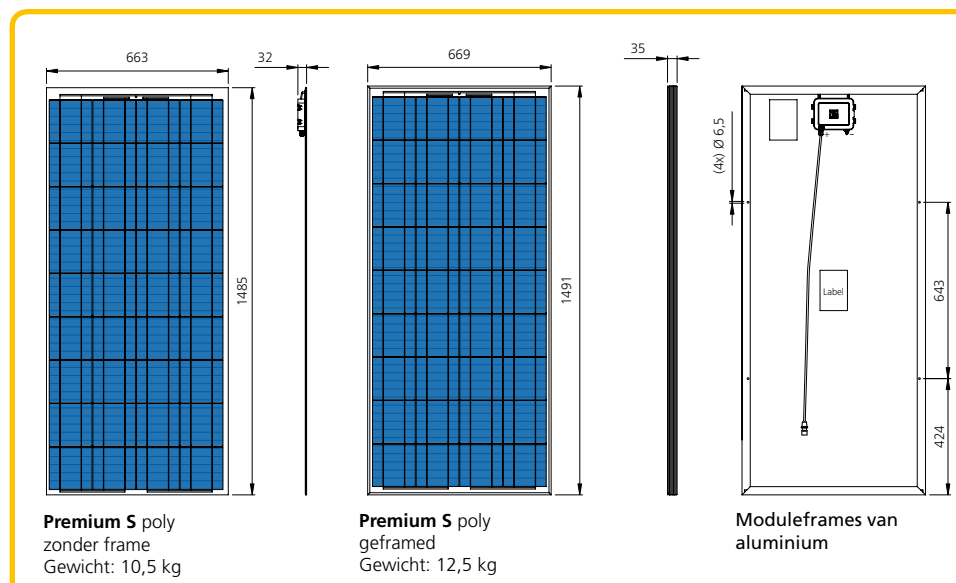 663
32
669
35
1485
1491
(4x) Ø 6,5
+
-
Label
643
424
Premium S poly
zonder frame
Gewicht: 10,5 kg
Premium S poly
geframed
Gewicht: 12,5 kg
Moduleframes van
aluminium